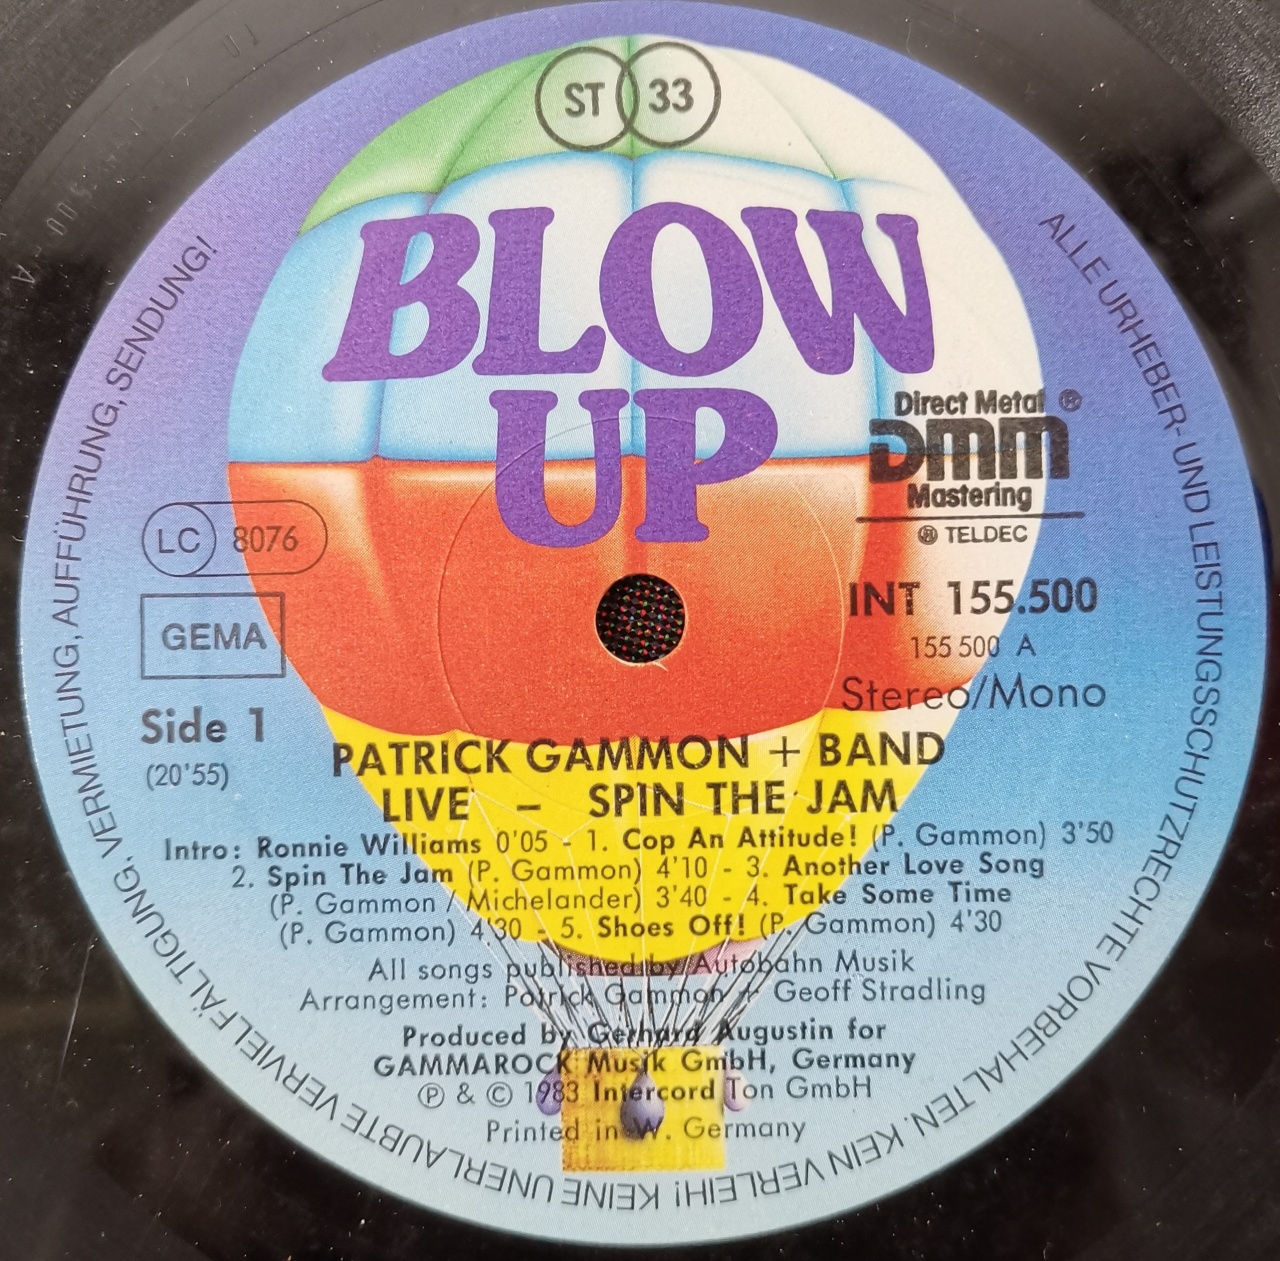 ST 33
BLOW
UP
Direct Metal ®
DMM
Mastering
® TELDEC
LC 8076
GEMA
INT 155.500
155 500 A
Stereo/Mono
Side 1
(20'55)
PATRICK GAMMON + BAND
LIVE – SPIN THE JAM
Intro: Ronnie Williams 0'05 - 1. Cop An Attitude! (P. Gammon) 3'50
2. Spin The Jam (P. Gammon) 4'10 - 3. Another Love Song
(P. Gammon / Michelander) 3'40 - 4. Take Some Time
(P. Gammon) 4'30 - 5. Shoes Off! (P. Gammon) 4'30
All songs published by Autobahn Musik
Arrangement: Patrick Gammon + Geoff Stradling
Produced by Gerhard Augustin for
GAMMAROCK Musik GmbH, Germany
℗ & © 1983 Intercord Ton GmbH
Printed in W. Germany
ALLE URHEBER- UND LEISTUNGSSCHUTZRECHTE VORBEHALTEN. KEIN VERLEIH! KEINE UNERLAUBTE VERVIELFÄLTIGUNG, VERMIETUNG, AUFFÜHRUNG, SENDUNG!